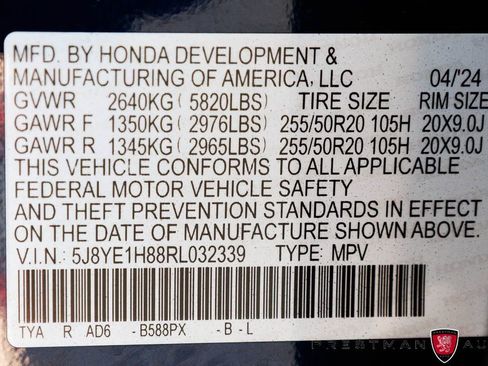 MFD. BY HONDA DEVELOPMENT &
MANUFACTURING OF AMERICA, LLC 04/'24
GVWR 2640KG ( 5820LBS) TIRE SIZE RIM SIZE
GAWR F 1350KG ( 2976LBS) 255/50R20 105H 20X9.0J
GAWR R 1345KG ( 2965LBS) 255/50R20 105H 20X9.0J
THIS VEHICLE CONFORMS TO ALL APPLICABLE
FEDERAL MOTOR VEHICLE SAFETY
AND THEFT PREVENTION STANDARDS IN EFFECT
ON THE DATE OF MANUFACTURE SHOWN ABOVE.
V.I.N.: 5J8YE1H88RL032339 TYPE: MPV
TYA R AD6 -B588PX -B-L
PRESTMAN AU